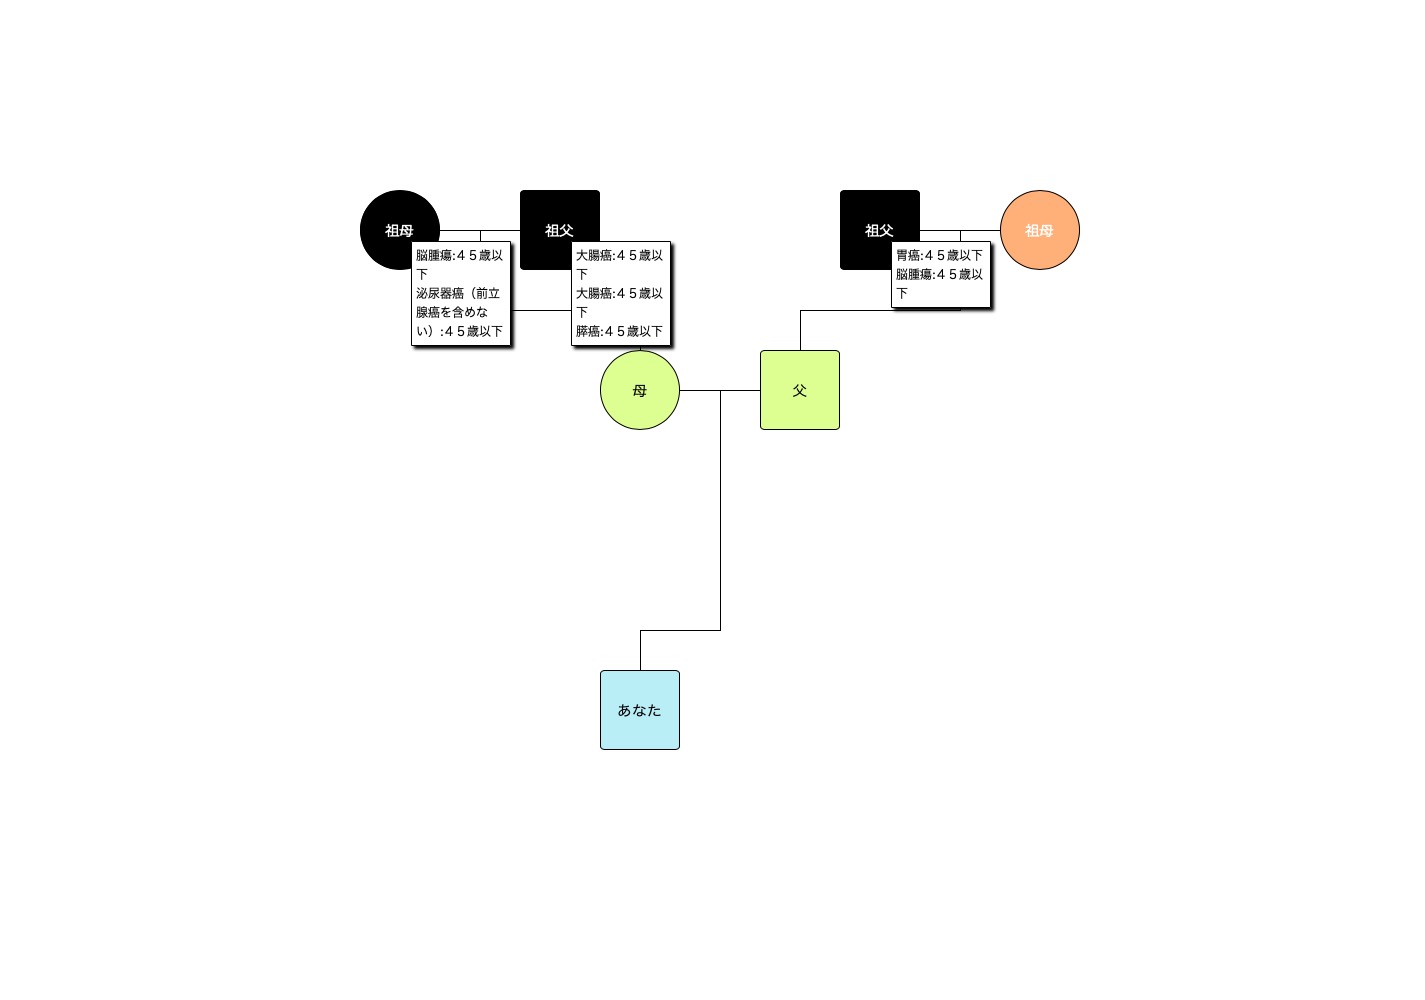 祖母
祖父
祖父
祖母
脳腫瘍:４５歳以
下
泌尿器癌（前立
腺癌を含めな
い）:４５歳以下
大腸癌:４５歳以
下
大腸癌:４５歳以
下
膵癌:４５歳以下
胃癌:４５歳以下
脳腫瘍:４５歳以
下
母
父
あなた